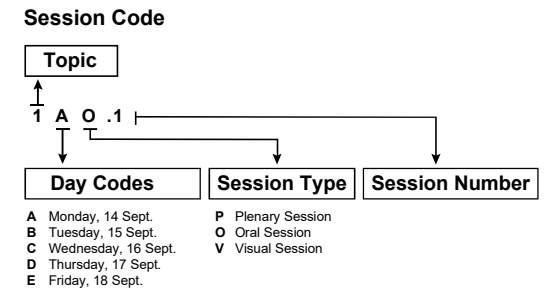 Session Code
Topic
1 A O .1
Day Codes
Session Type
Session Number
A Monday, 14 Sept.
B Tuesday, 15 Sept.
C Wednesday, 16 Sept.
D Thursday, 17 Sept.
E Friday, 18 Sept.
P Plenary Session
O Oral Session
V Visual Session